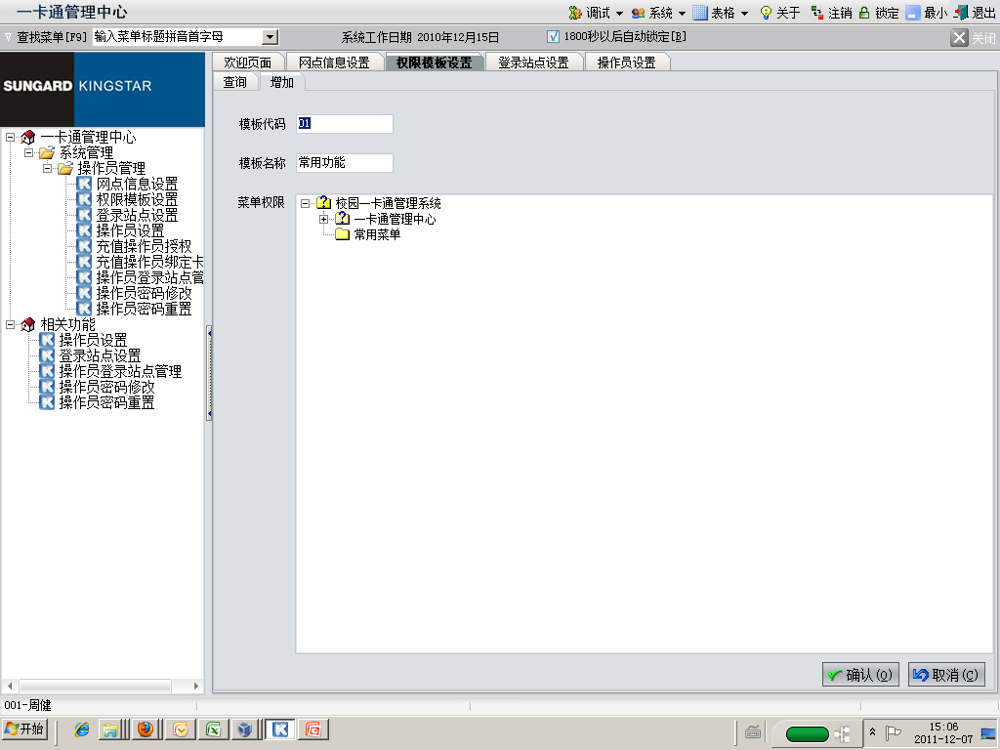 一卡通管理中心 调试 系统 表格 关于 注销 锁定 最小 退出
查找菜单[F9] 输入菜单标题拼音首字母 系统工作日期 2010年12月15日 1800秒以后自动锁定[B] 关闭
SUNGARD KINGSTAR
欢迎页面 网点信息设置 权限模板设置 登录站点设置 操作员设置
查询 增加
模板代码 01
模板名称 常用功能
菜单权限
校园一卡通管理系统
一卡通管理中心
常用菜单
一卡通管理中心
系统管理
操作员管理
网点信息设置
权限模板设置
登录站点设置
操作员设置
充值操作员授权
充值操作员绑定卡
操作员登录站点管
操作员密码修改
操作员密码重置
相关功能
操作员设置
登录站点设置
操作员登录站点管理
操作员密码修改
操作员密码重置
确认(O) 取消(C)
001-周健
开始
15:06
2011-12-07